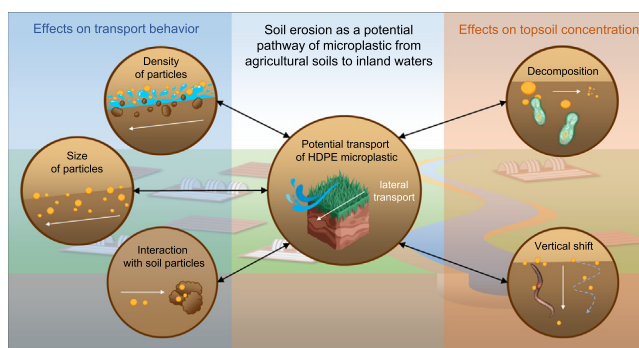 Effects on transport behavior
Soil erosion as a potential
pathway of microplastic from
agricultural soils to inland waters
Effects on topsoil concentration
Density
of particles
Size
of particles
Interaction
with soil particles
Potential transport
of HDPE microplastic
lateral
transport
Decomposition
Vertical shift